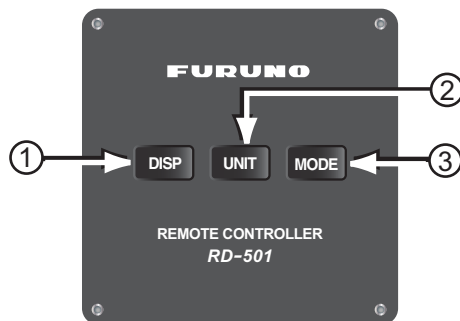 FURUNO
②
① DISP UNIT MODE ③
REMOTE CONTROLLER
RD-501